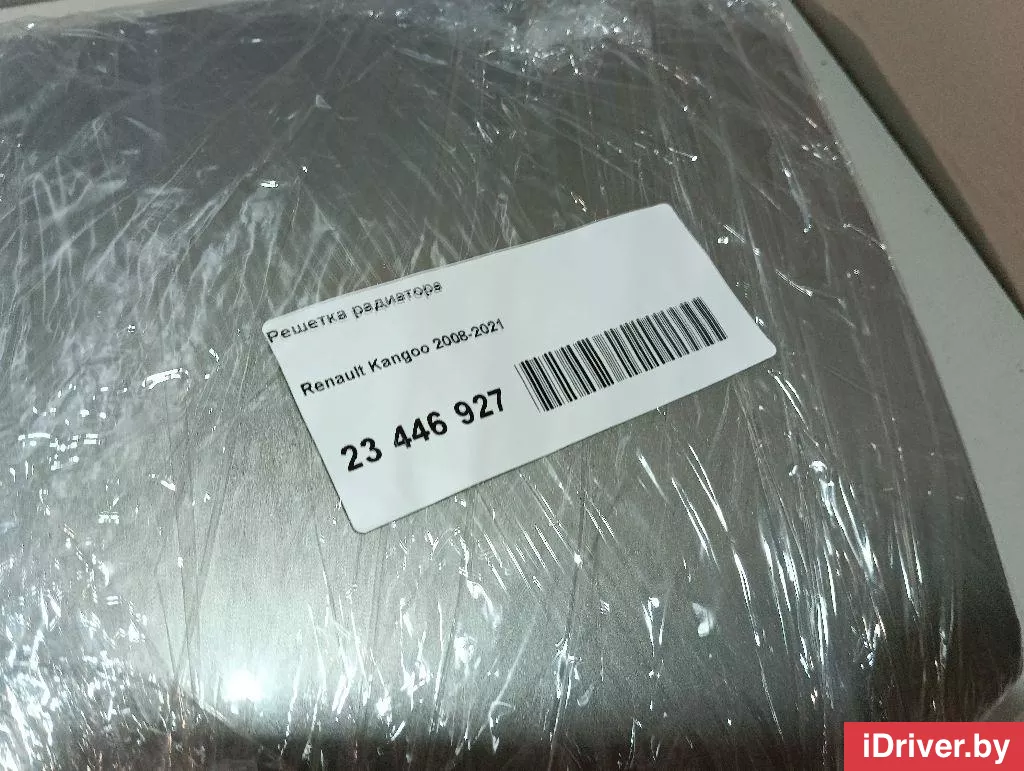 Решетка радиатора
Renault Kangoo 2008-2021
23 446 927
iDriver.by